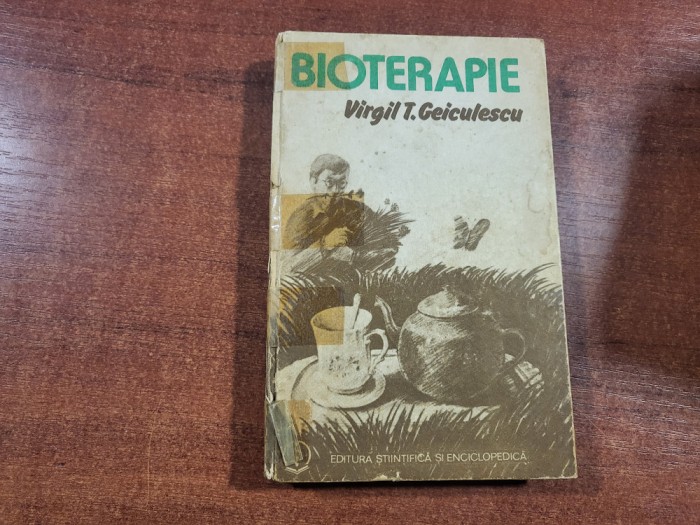 BIOTERAPIE
Virgil T. Geiculescu
EDITURA ȘTIINȚIFICĂ ȘI ENCICLOPEDICĂ